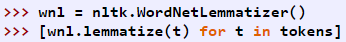 >>> wnl = nltk.WordNetLemmatizer()
>>> [wnl.lemmatize(t) for t in tokens]